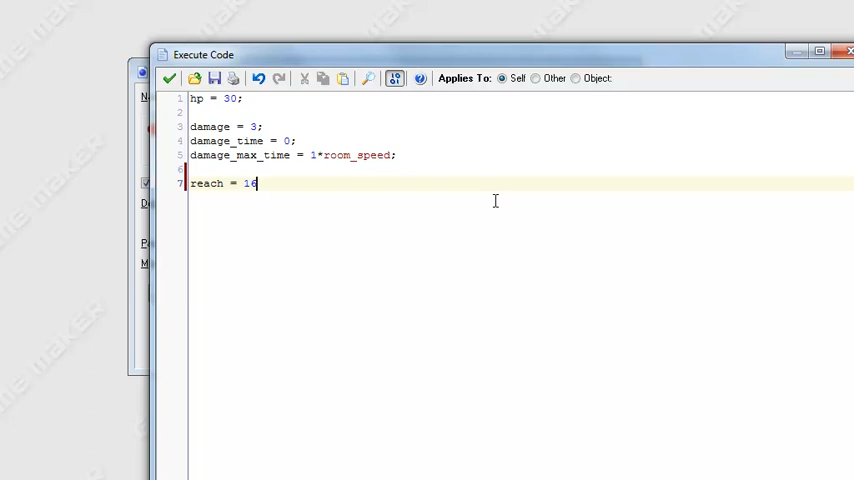 Execute Code
Applies To: Self Other Object:
1 hp = 30;
2
3 damage = 3;
4 damage_time = 0;
5 damage_max_time = 1*room_speed;
6
7 reach = 16